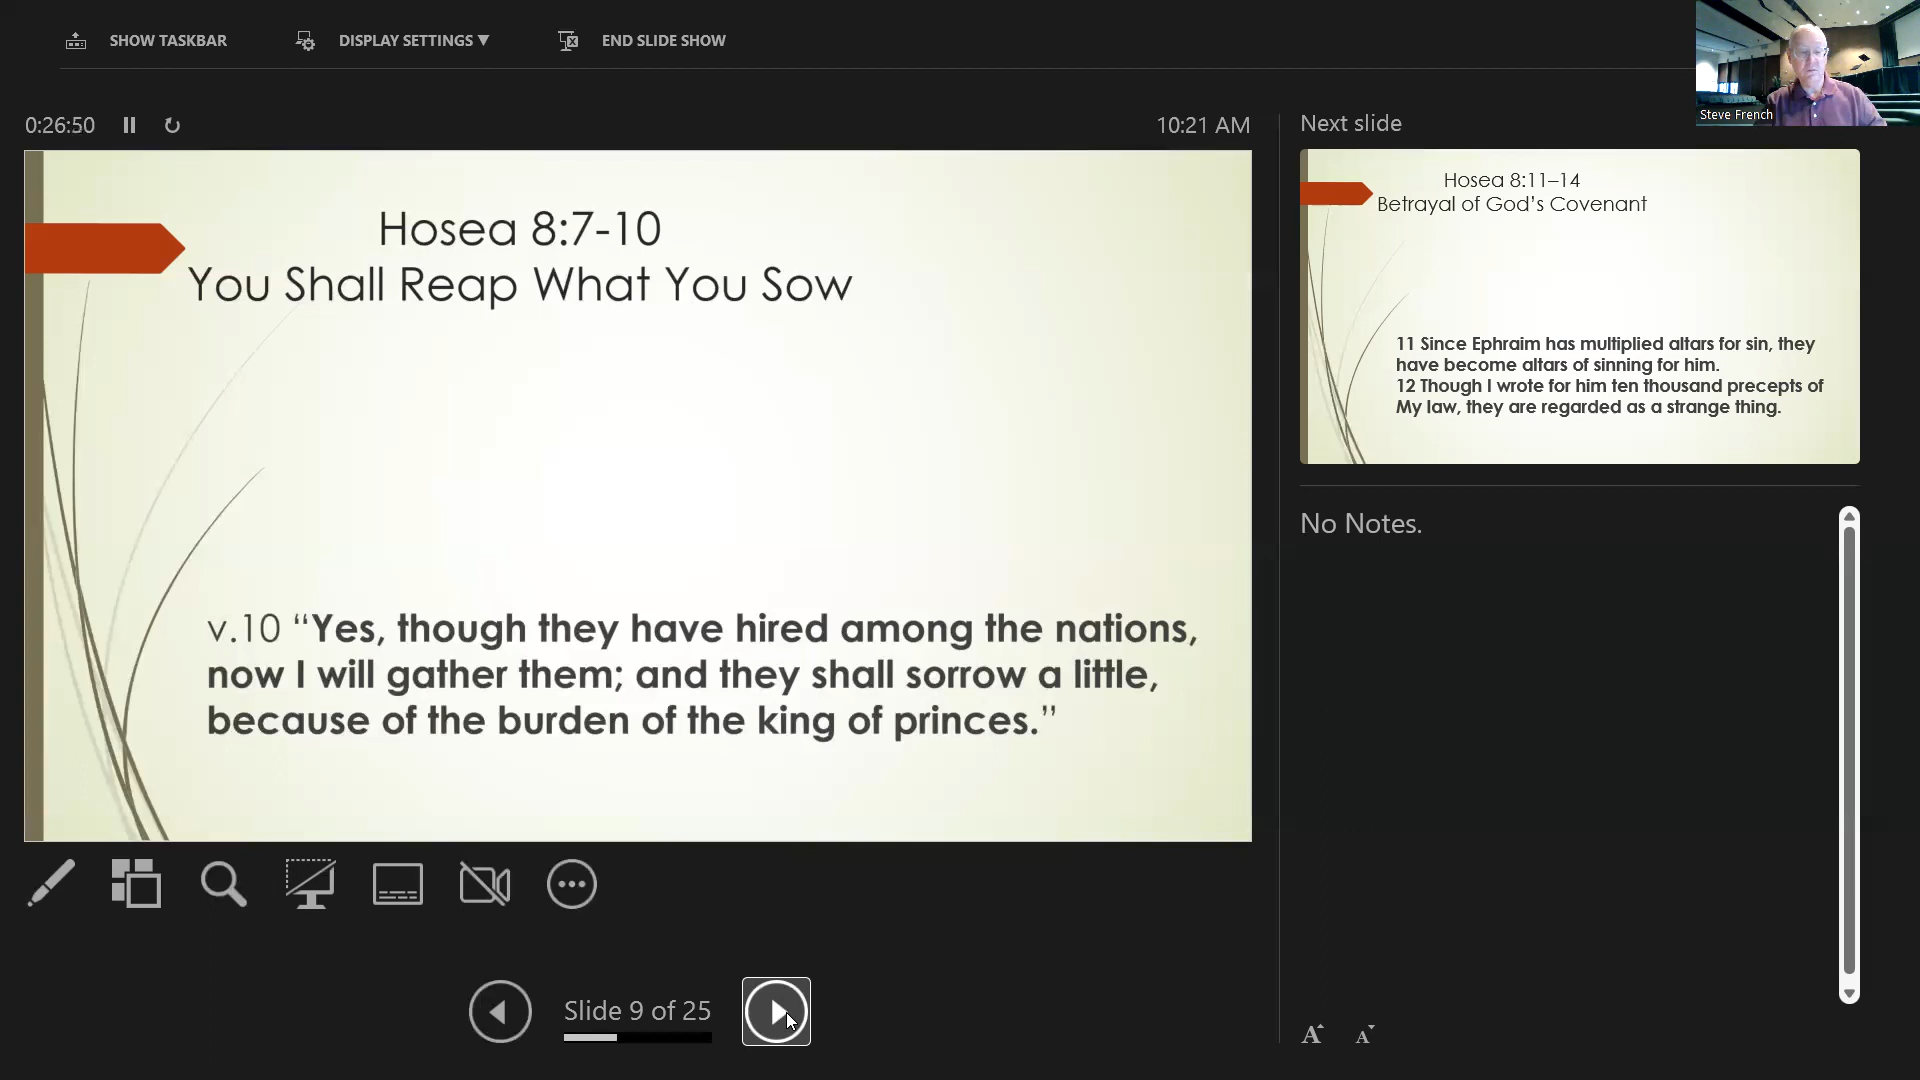 SHOW TASKBAR
DISPLAY SETTINGS ▼
END SLIDE SHOW
Steve French
0:26:50
10:21 AM
Next slide
Hosea 8:7-10
You Shall Reap What You Sow
v.10 “Yes, though they have hired among the nations,
now I will gather them; and they shall sorrow a little,
because of the burden of the king of princes.”
Hosea 8:11–14
Betrayal of God’s Covenant
11 Since Ephraim has multiplied altars for sin, they
have become altars of sinning for him.
12 Though I wrote for him ten thousand precepts of
My law, they are regarded as a strange thing.
No Notes.
Slide 9 of 25
A A